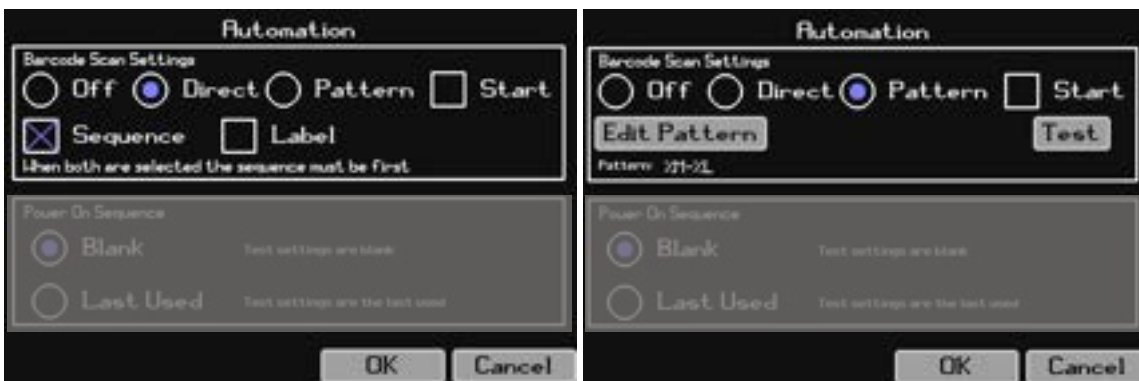 Automation
Barcode Scan Settings
Off Direct Pattern Start
Sequence Label
When both are selected the sequence must be first
Power On Sequence
Blank Test settings are blank
Last Used Test settings are the last used
OK Cancel
Automation
Barcode Scan Settings
Off Direct Pattern Start
Edit Pattern Test
Pattern:
Power On Sequence
Blank Test settings are blank
Last Used Test settings are the last used
OK Cancel